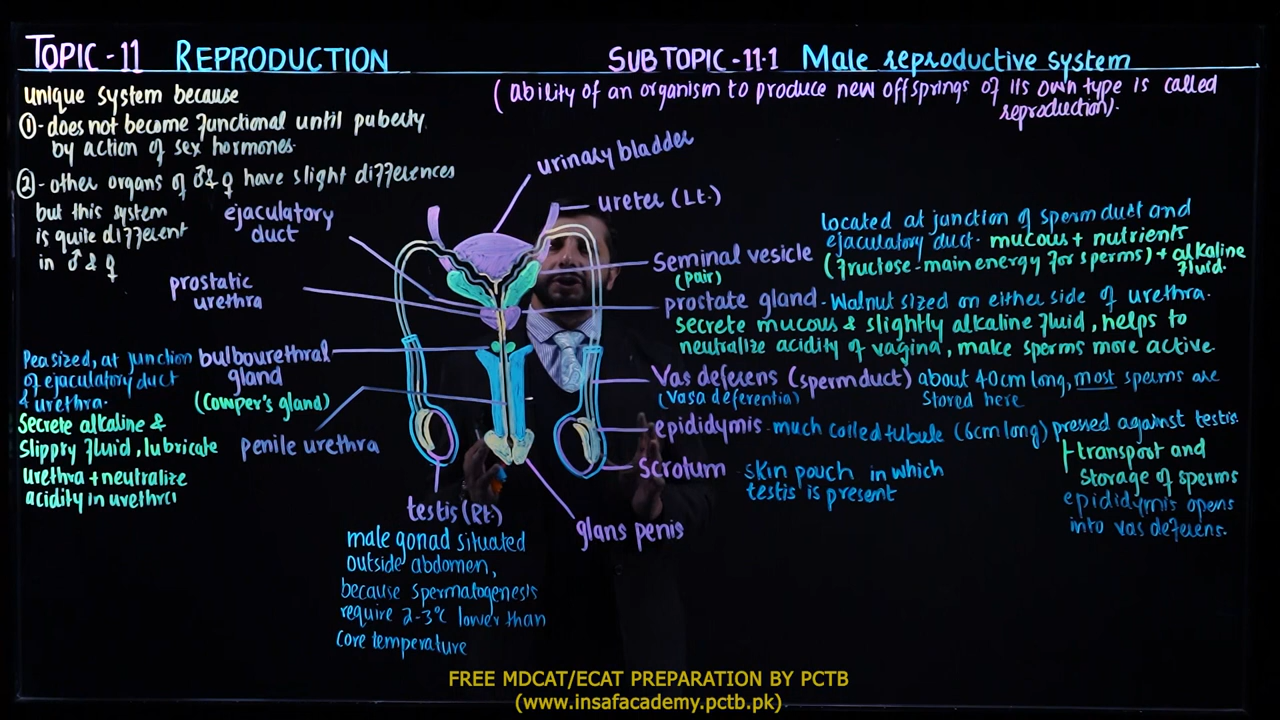 TOPIC-11 REPRODUCTION
SUBTOPIC-11.1 Male reproductive system
(ability of an organism to produce new offsprings of its own type is called
reproduction).
unique system because
①-does not become functional until puberty
by action of sex hormones.
②-other organs of ♂&♀ have slight differences
but this system
is quite different
in ♂&♀
urinary bladder
ureter (Lt.)
ejaculatory
duct
prostatic
urethra
Seminal vesicle
(pair)
Located at junction of sperm duct and
ejaculatory duct. mucous + nutrients
(fructose-main energy for sperms) + alkaline
fluid.
prostate gland - Walnut sized on either side of urethra.
Secrete mucous & slightly alkaline fluid, helps to
neutralize acidity of vagina, make sperms more active.
Pea sized, at junction
of ejaculatory duct
& urethra.
Secrete alkaline &
Slippry fluid, lubricate
urethra + neutralize
acidity in urethra
bulbourethral
gland
(Cowper's gland)
penile urethra
Vas deferens (sperm duct) about 40cm long, most sperms are
(Vasa deferentia) Stored here
epididymis - much coiled tubule (6cm long) pressed against testis.
transport and
Storage of sperms
epididymis opens
into vas deferens.
Scrotum - skin pouch in which
testis is present
testis (Rt.)
glans penis
male gonad situated
outside abdomen,
because spermatogenesis
require 2-3°C lower than
core temperature
FREE MDCAT/ECAT PREPARATION BY PCTB
(www.insafacademy.pctb.pk)